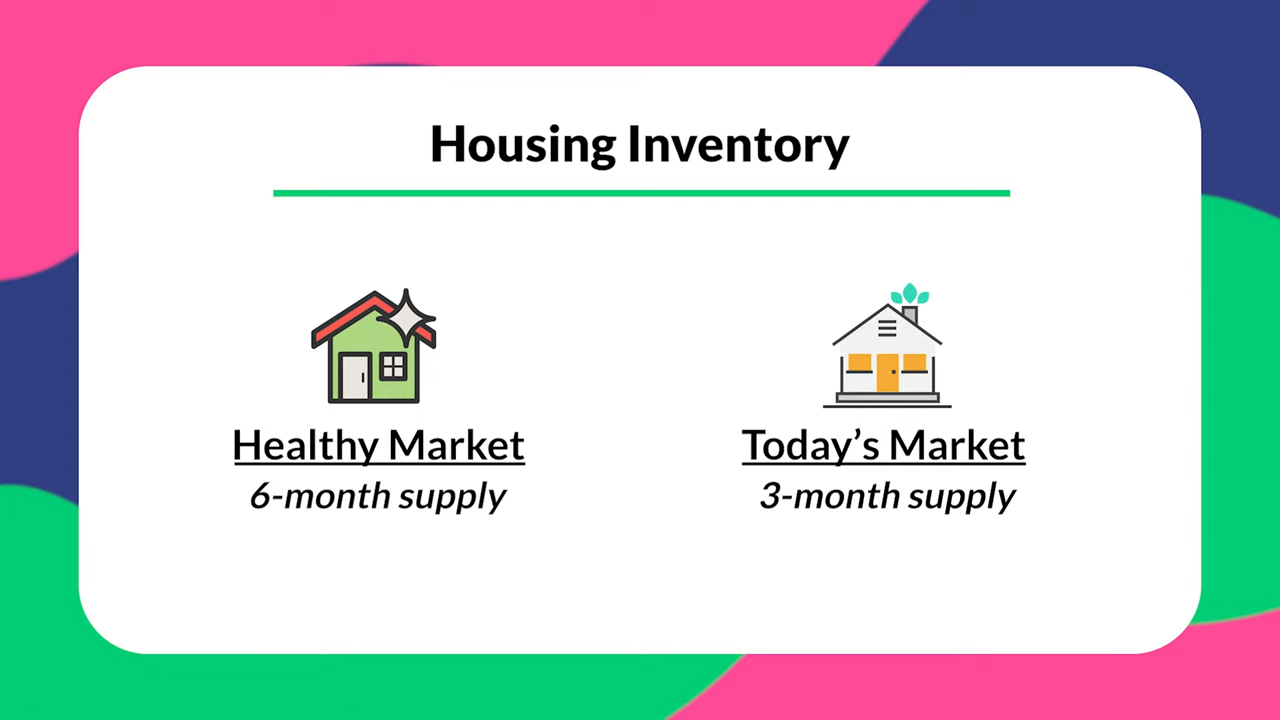 Housing Inventory
Healthy Market
6-month supply
Today’s Market
3-month supply